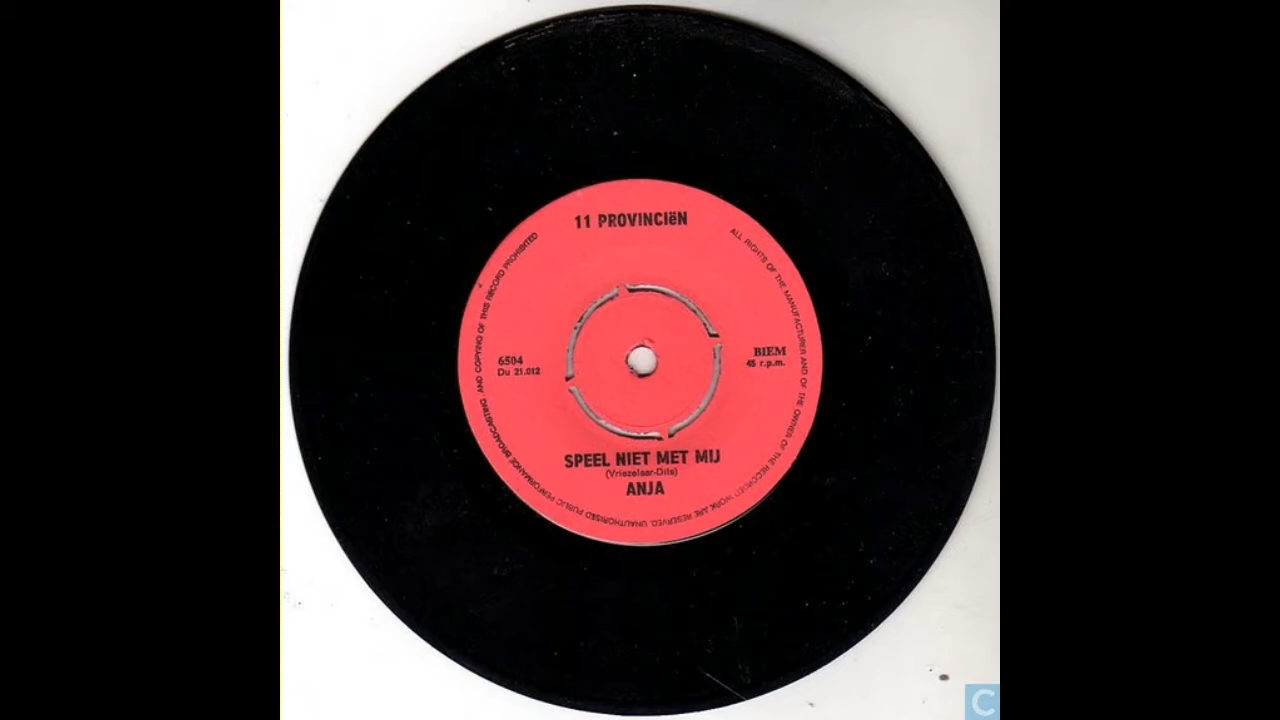 11 PROVINCIëN
6504
Du 21.012
BIEM
45 r.p.m.
SPEEL NIET MET MIJ
(Vriezelaar-Dils)
ANJA
ALL RIGHTS OF THE MANUFACTURER AND OF THE OWNER OF THE RECORDED WORK ARE RESERVED. UNAUTHORISED PUBLIC PERFORMANCE BROADCASTING AND COPYING OF THIS RECORD PROHIBITED
C